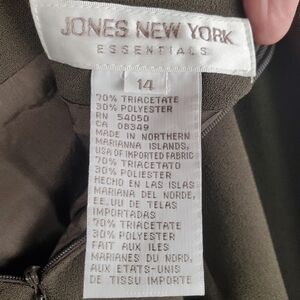 JONES NEW YORK
ESSENTIALS
14
70% TRIACETATE
30% POLYESTER
RN 54050
CA 08349
MADE IN NORTHERN
MARIANNA ISLANDS,
USA OF IMPORTED FABRIC
70% TRIACETATO
30% POLIESTER
HECHO EN LAS ISLAS
MARIANA DEL NORDE,
EE.UU DE TELAS
IMPORTADAS
70% TRIACETATE
30% POLYESTER
FAIT AUX ILES
MARIANES DU NORD,
AUX ETATS-UNIS
DE TISSU IMPORTE